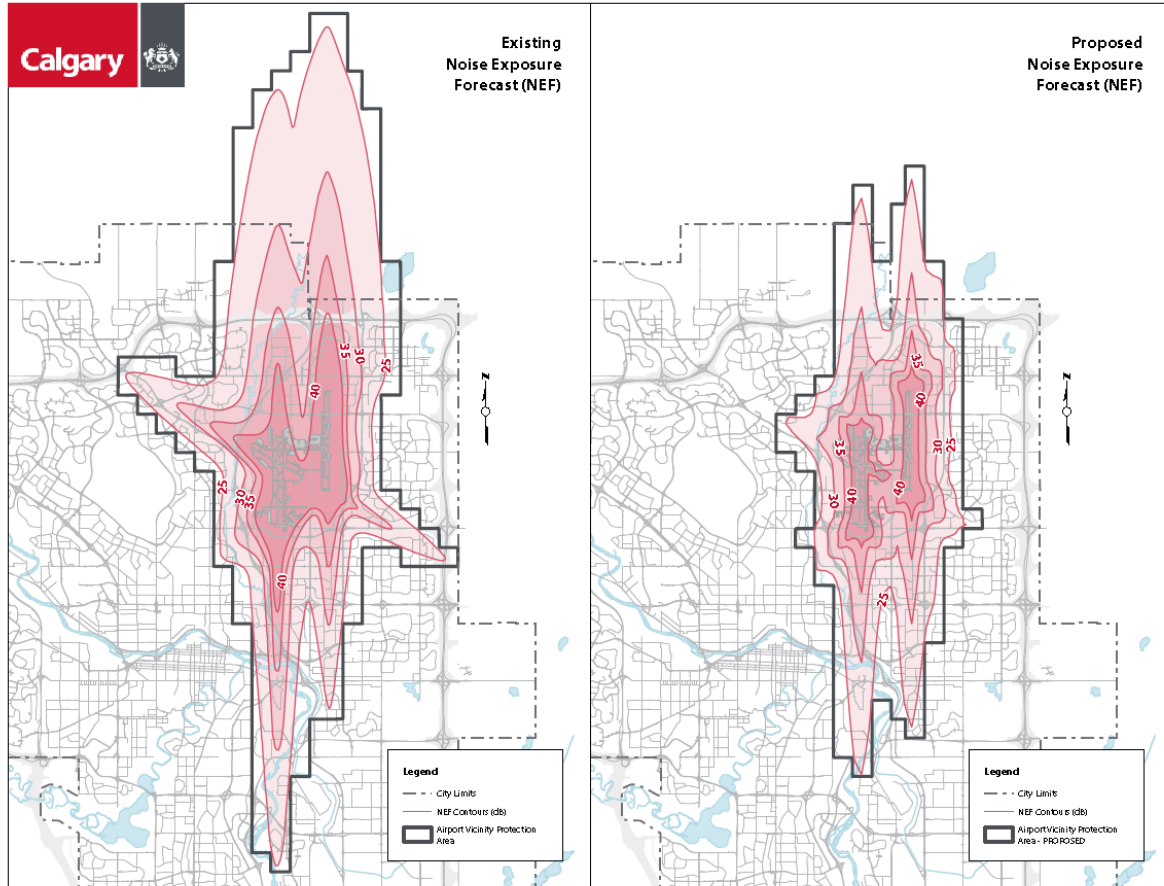 Calgary
Existing
Noise Exposure
Forecast (NEF)
35
30
25
40
25
30
35
40
N
Legend
City Limits
NEF Contours (dB)
Airport Vicinity Protection
Area
Proposed
Noise Exposure
Forecast (NEF)
35
40
35
30
25
40
40
30
25
N
Legend
City Limits
NEF Contours (dB)
Airport Vicinity Protection
Area - PROPOSED